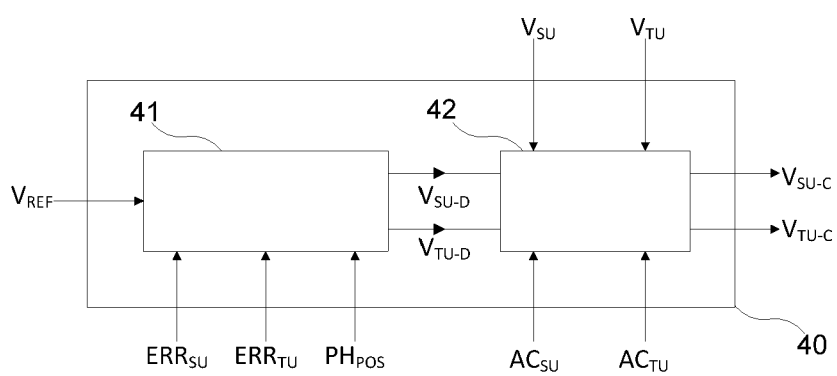 V_SU V_TU
41 42
V_REF V_SU-D V_SU-C
V_TU-D V_TU-C
40
ERR_SU ERR_TU PH_POS AC_SU AC_TU